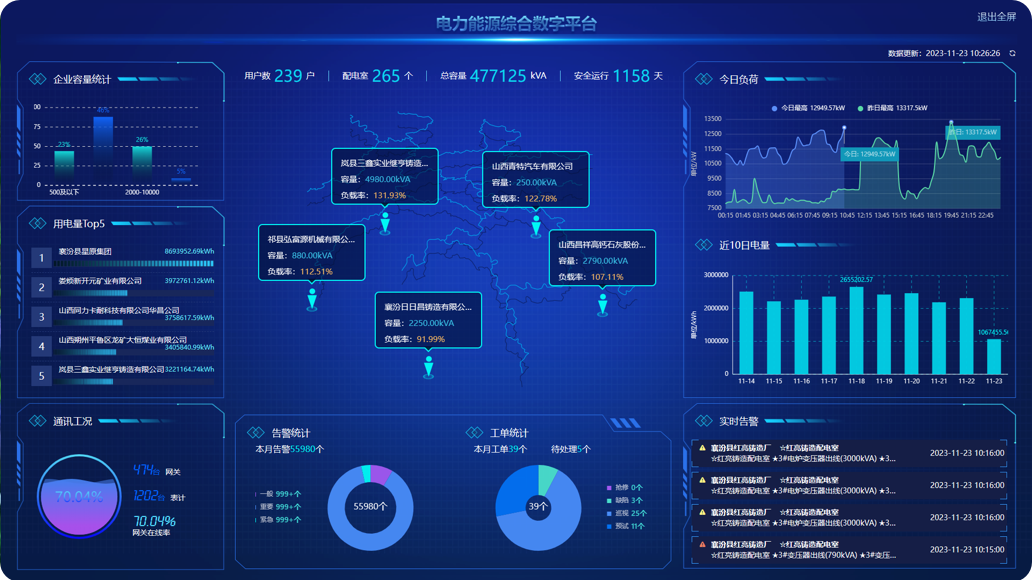 电力能源综合数字平台
退出全屏
数据更新：2023-11-23 10:26:26
企业容量统计
00
75
50
25
0
23%
46%
26%
5%
500及以下
2000-10000
用户数 239 户
配电室 265 个
总容量 477125 kVA
安全运行 1158 天
今日负荷
今日最高 12949.57kW
昨日最高 13317.5kW
单位/kW
13500
12500
11500
10500
9500
8500
7500
今日: 12949.57kW
昨日: 13317.5kW
00:15 01:45 03:15 04:45 06:15 07:45 09:15 10:45 12:15 13:45 15:15 16:45 18:15 19:45 21:15 22:45
岚县三鑫实业继亨铸造...
容量：4980.00kVA
负载率：131.93%
山西青特汽车有限公司
容量：250.00kVA
负载率：122.78%
祁县弘富源机械有限公...
容量：880.00kVA
负载率：112.51%
山西昌祥高钙石灰股份...
容量：2790.00kVA
负载率：107.11%
襄汾日日昌铸造有限公...
容量：2250.00kVA
负载率：91.99%
用电量Top5
1 襄汾县星原集团 8693952.69kWh
2 娄烦新开元矿业有限公司 3972761.12kWh
3 山西同力卡耐科技有限公司华昌公司 3758617.59kWh
4 山西朔州平鲁区龙矿大恒煤业有限公司 3405840.99kWh
5 岚县三鑫实业继亨铸造有限公司 3221164.74kWh
近10日电量
单位/kWh
3000000
2000000
1000000
0
2655202.57
1067455.5
11-14 11-15 11-16 11-17 11-18 11-19 11-20 11-21 11-22 11-23
通讯工况
70.04%
474台 网关
1202台 表计
70.04%
网关在线率
告警统计
本月告警55980个
一般 999+个
重要 999+个
紧急 999+个
55980个
工单统计
本月工单39个
待处理5个
39个
抢修 0个
缺陷 3个
巡视 25个
预试 11个
实时告警
襄汾县红亮铸造厂 ☆红亮铸造配电室
☆红亮铸造配电室 ★3#电炉变压器出线(3000kVA) ★3...
2023-11-23 10:16:00
襄汾县红亮铸造厂 ☆红亮铸造配电室
☆红亮铸造配电室 ★3#电炉变压器出线(3000kVA) ★3...
2023-11-23 10:16:00
襄汾县红亮铸造厂 ☆红亮铸造配电室
☆红亮铸造配电室 ★3#电炉变压器出线(3000kVA) ★3...
2023-11-23 10:16:00
襄汾县红亮铸造厂 ☆红亮铸造配电室
☆红亮铸造配电室 ★3#变压器出线(790kVA) ★3#变压...
2023-11-23 10:15:00